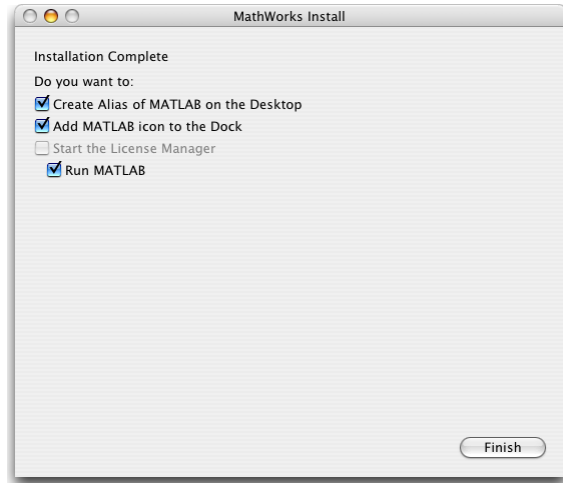 MathWorks Install
Installation Complete
Do you want to:
Create Alias of MATLAB on the Desktop
Add MATLAB icon to the Dock
Start the License Manager
Run MATLAB
Finish